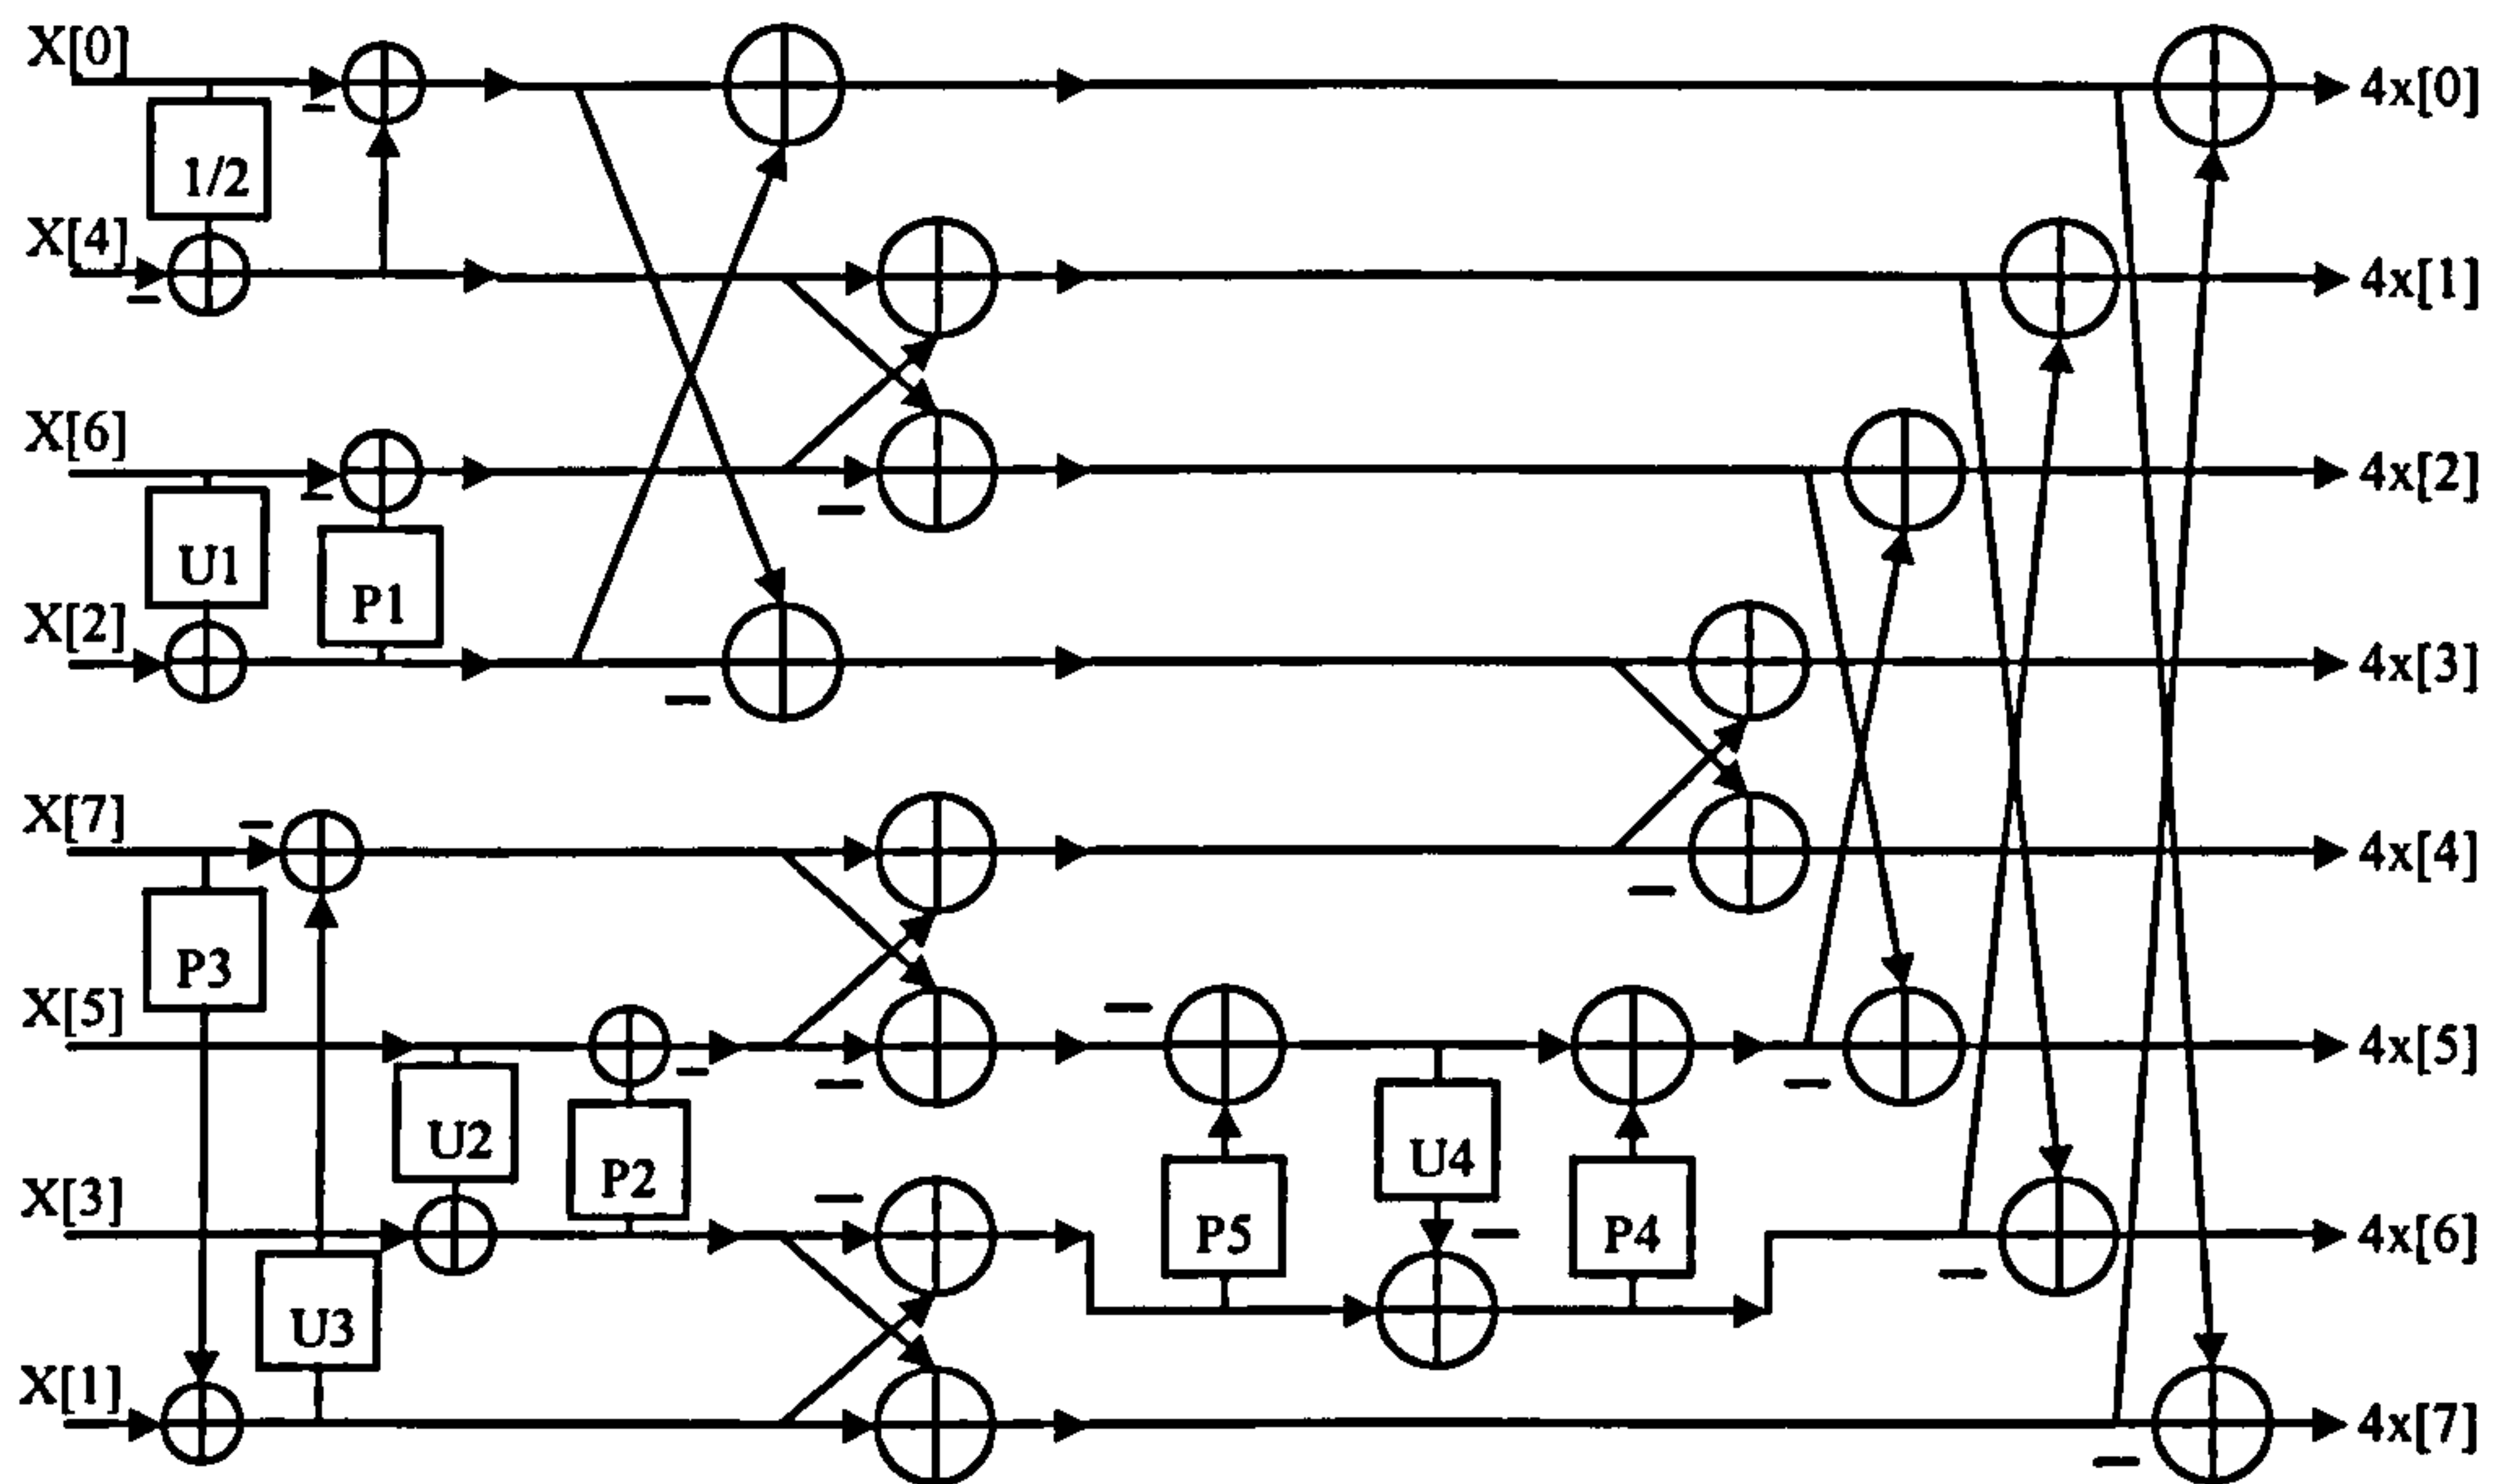 X[0]
4x[0]
1/2
X[4]
4x[1]
X[6]
4x[2]
U1
P1
X[2]
4x[3]
X[7]
4x[4]
P3
X[5]
4x[5]
U2
P2
U4
P5
P4
X[3]
4x[6]
U3
X[1]
4x[7]